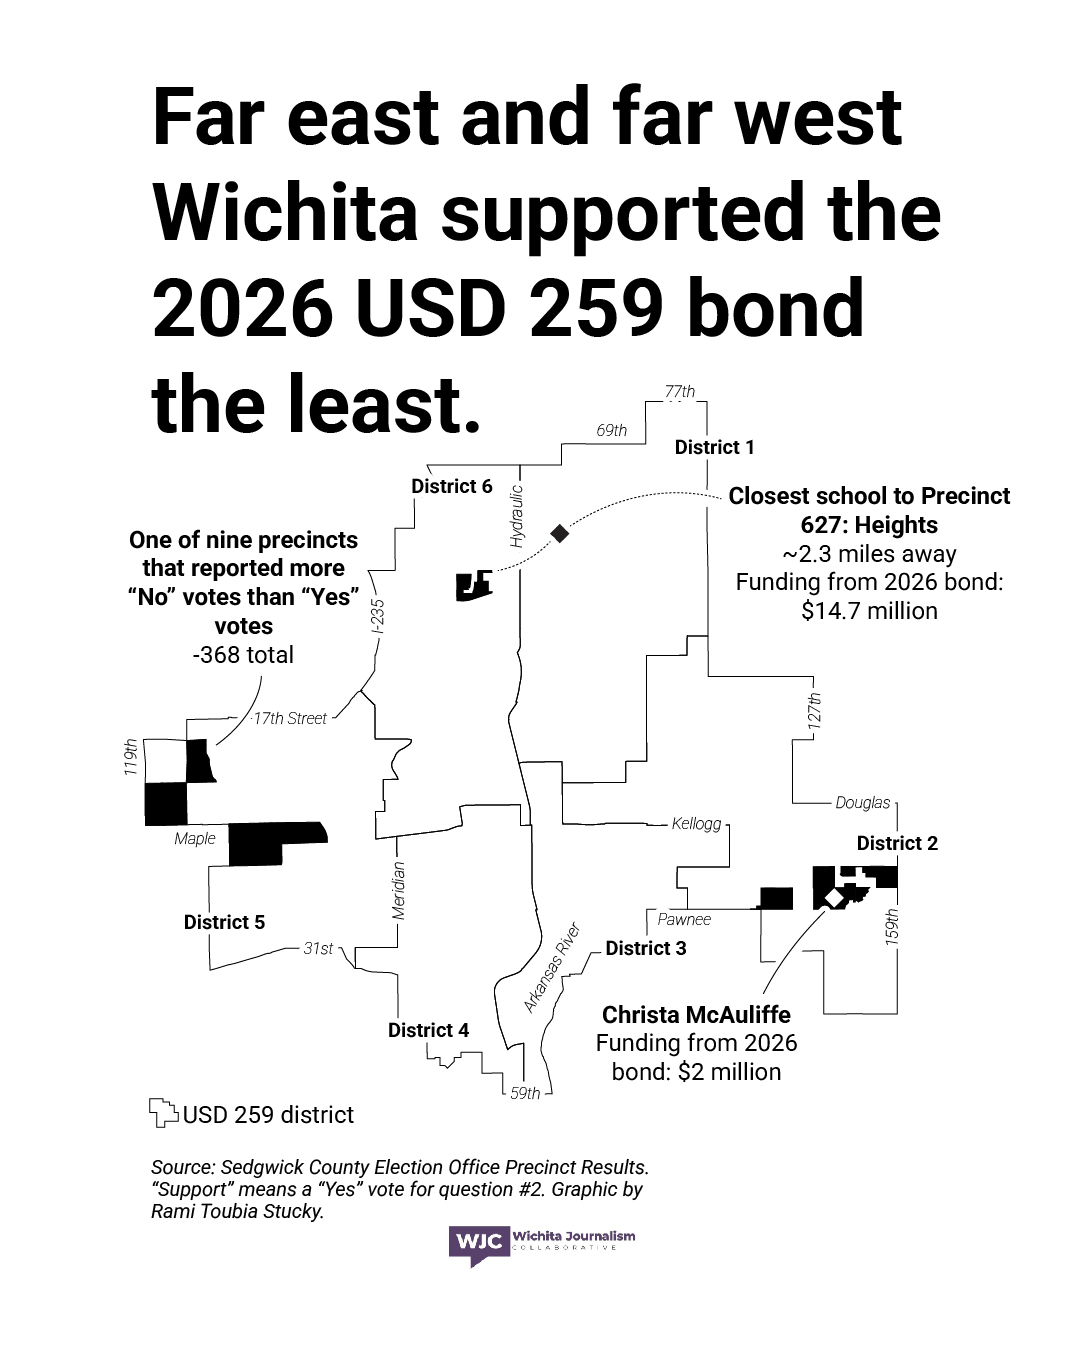 Far east and far west
Wichita supported the
2026 USD 259 bond
the least.
77th
69th
District 1
District 6
Hydraulic
Closest school to Precinct
627: Heights
~2.3 miles away
Funding from 2026 bond:
$14.7 million
One of nine precincts
that reported more
“No” votes than “Yes”
votes
-368 total
I-235
17th Street
127th
119th
Douglas
Maple
Kellogg
District 2
Meridian
District 5
Pawnee
159th
31st
District 3
Arkansas River
Christa McAuliffe
Funding from 2026
bond: $2 million
District 4
59th
USD 259 district
Source: Sedgwick County Election Office Precinct Results.
“Support” means a “Yes” vote for question #2. Graphic by
Rami Toubia Stucky.
WJC
Wichita Journalism
COLLABORATIVE